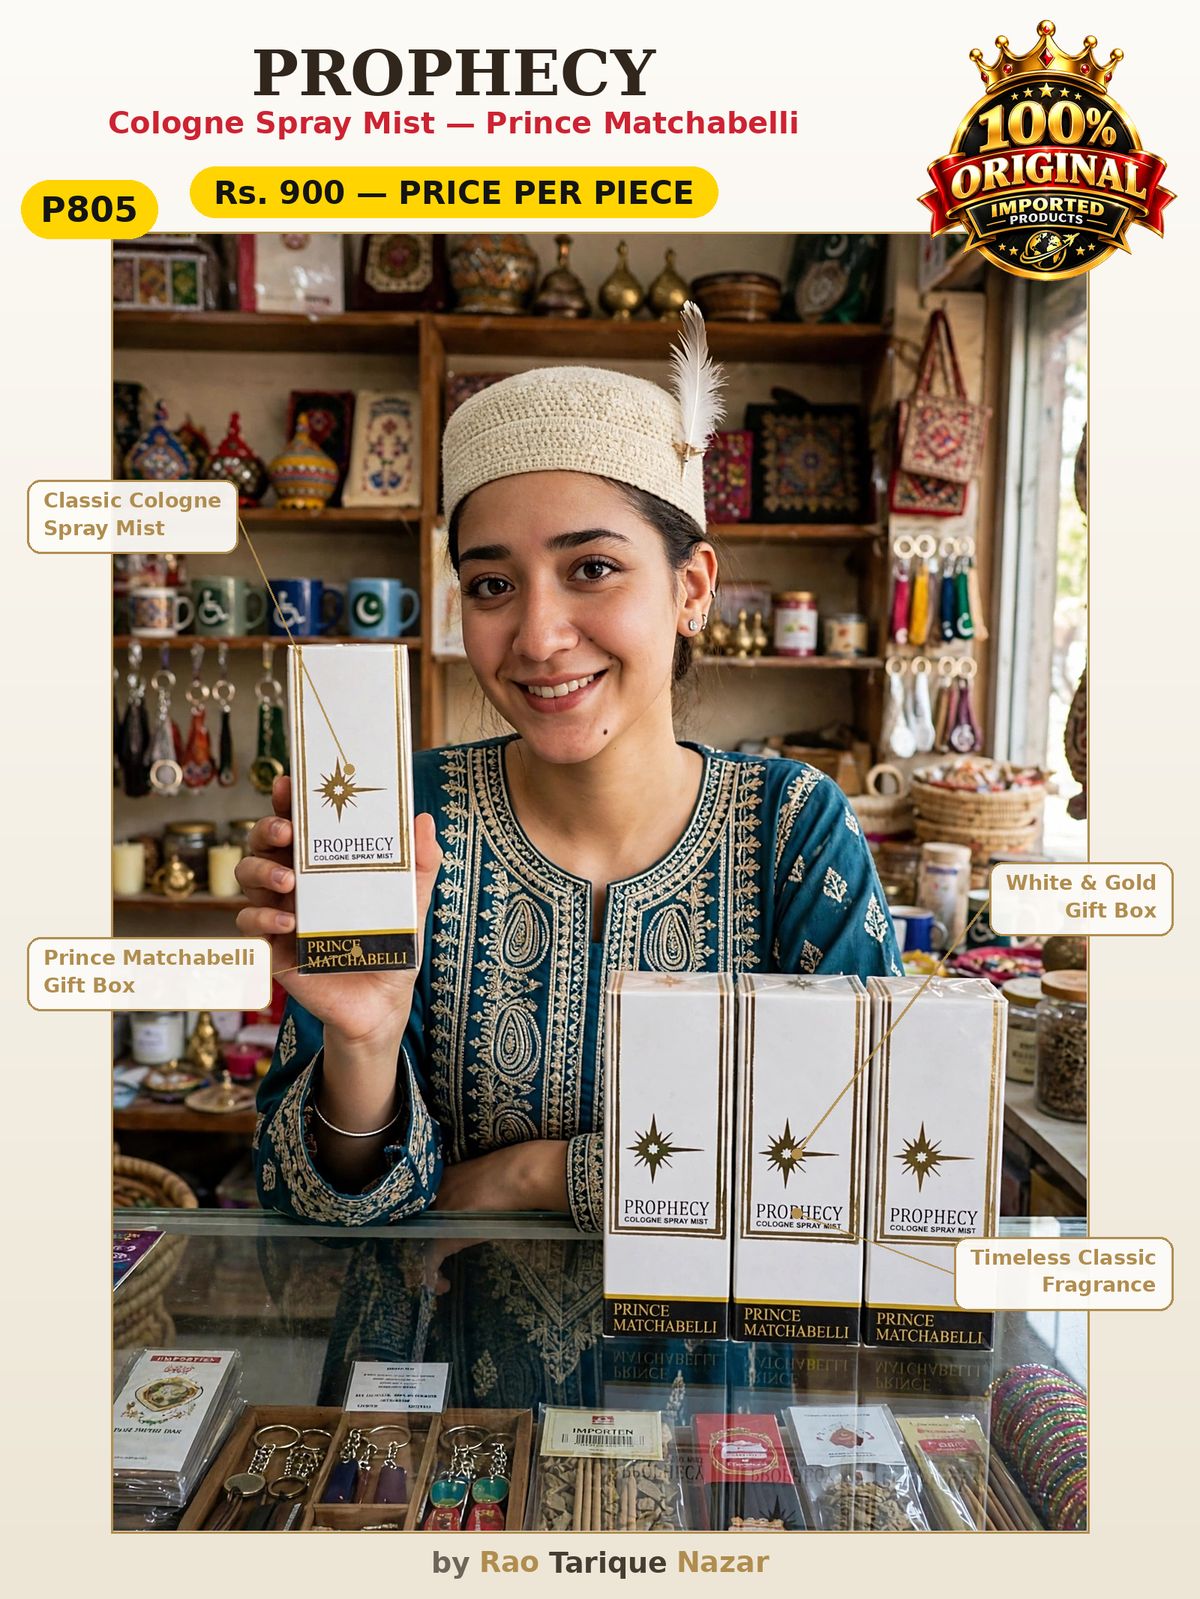 PROPHECY
Cologne Spray Mist — Prince Matchabelli
Rs. 900 — PRICE PER PIECE
P805
100%
ORIGINAL
IMPORTED
PRODUCTS
Classic Cologne
Spray Mist
PROPHECY
COLOGNE SPRAY MIST
PRINCE
MATCHABELLI
Prince Matchabelli
Gift Box
White & Gold
Gift Box
PROPHECY
COLOGNE SPRAY MIST
PRINCE
MATCHABELLI
PROPHECY
COLOGNE SPRAY MIST
PRINCE
MATCHABELLI
PROPHECY
COLOGNE SPRAY MIST
PRINCE
MATCHABELLI
Timeless Classic
Fragrance
IMPORTEN
by Rao Tarique Nazar